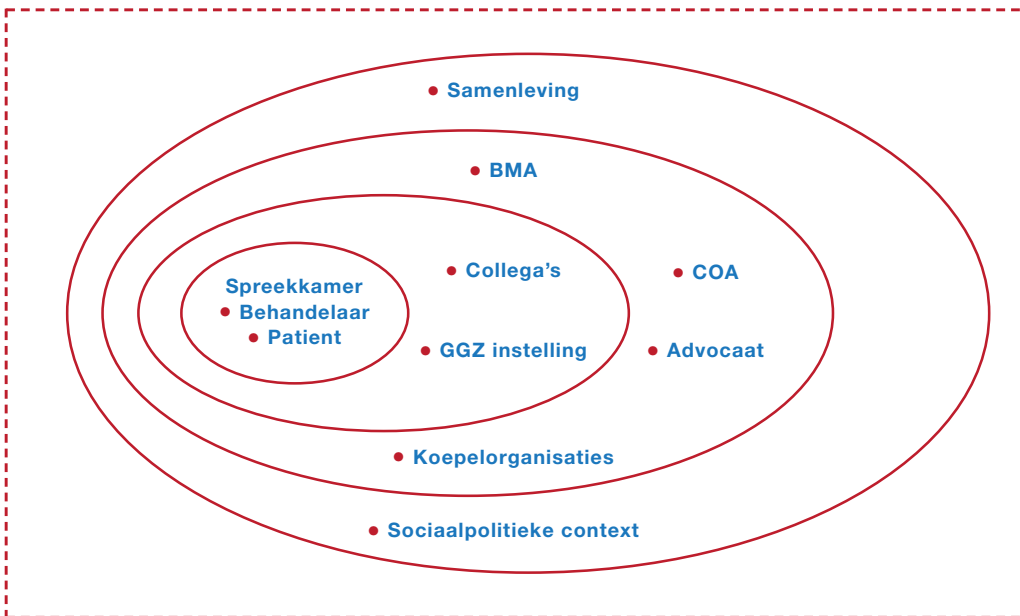 • Samenleving
• BMA
• Collega's
• COA
Spreekkamer
• Behandelaar
• Patient
• GGZ instelling
• Advocaat
• Koepelorganisaties
• Sociaalpolitieke context